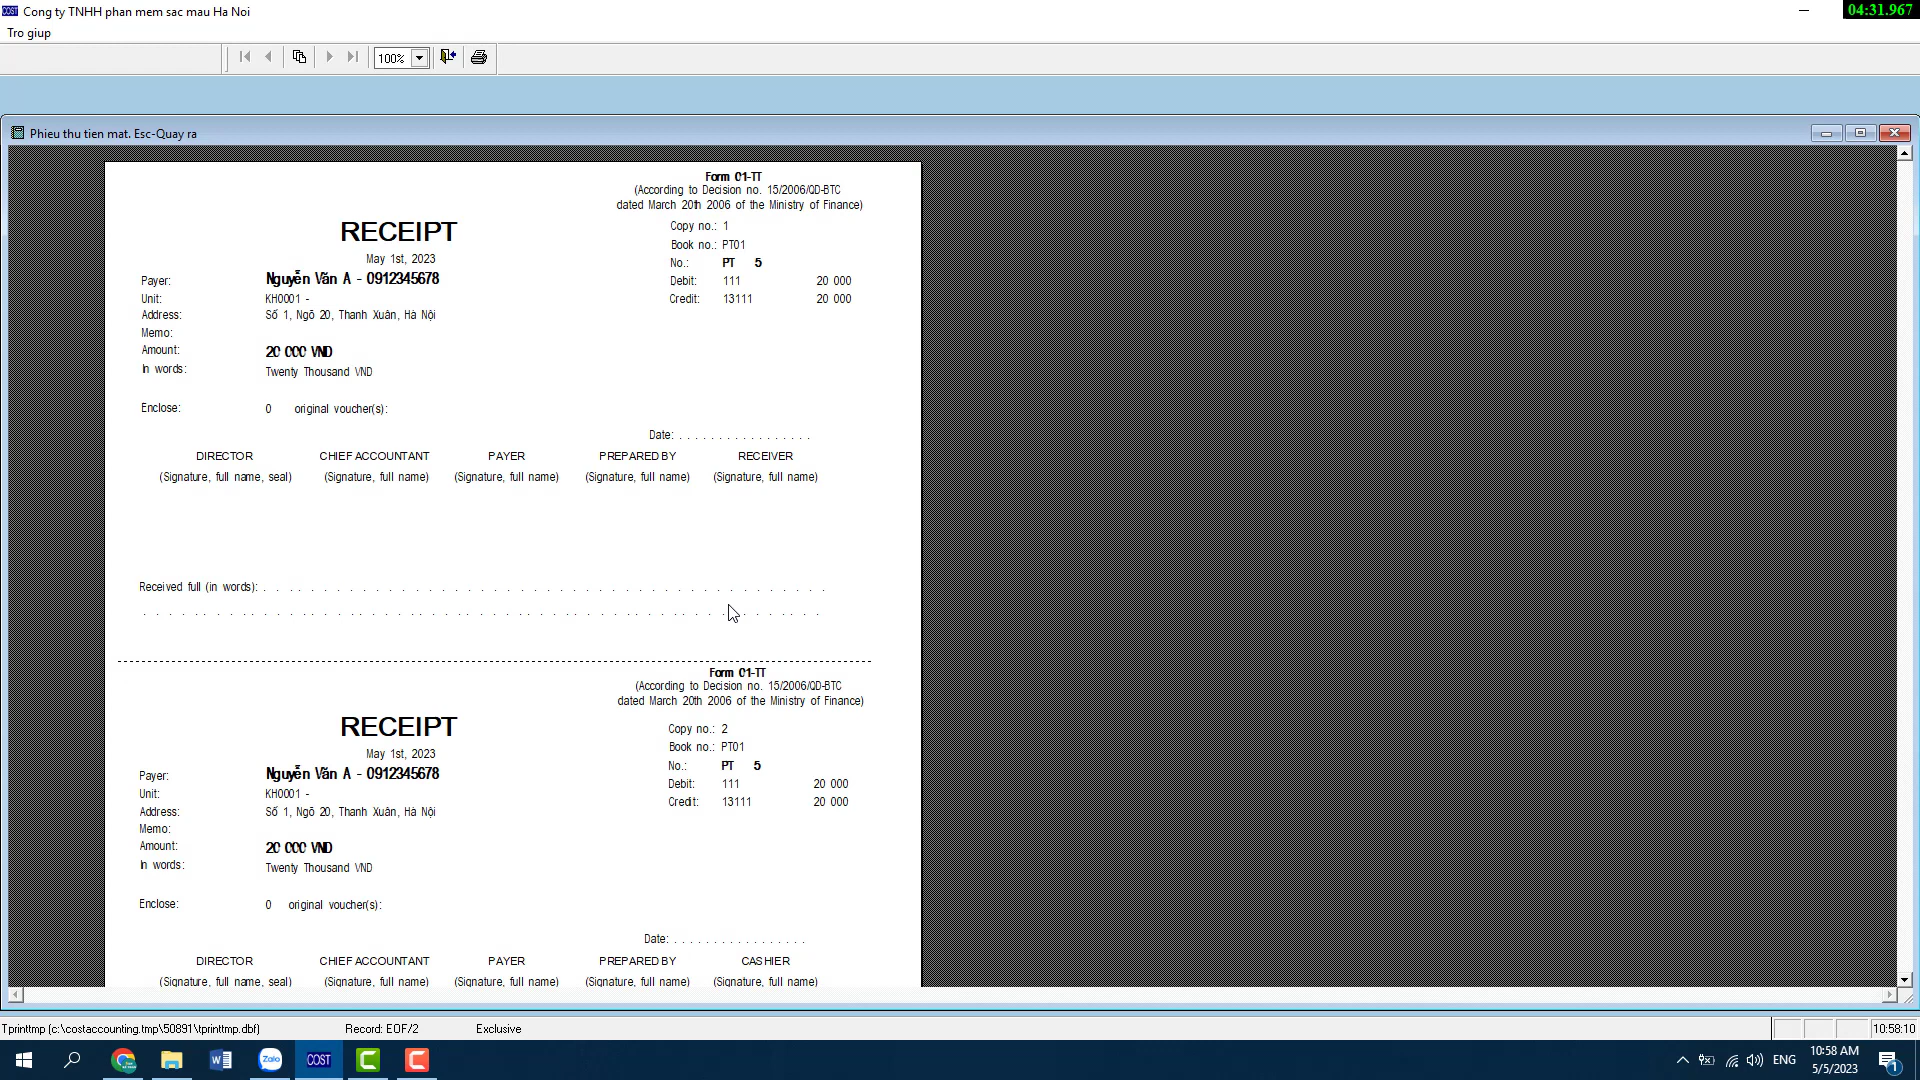 Cong ty TNHH phan mem sac mau Ha Noi
04:31.967
Tro giup
100%
Phieu thu tien mat. Esc-Quay ra
Form 01-TT
(According to Decision no. 15/2006/QD-BTC
dated March 20th 2006 of the Ministry of Finance)
RECEIPT
Copy no.: 1
Book no.: PT01
May 1st, 2023
No.: PT 5
Payer: Nguyễn Văn A - 0912345678
Debit: 111 20 000
Unit: KH0001 -
Credit: 13111 20 000
Address: Số 1, Ngõ 20, Thanh Xuân, Hà Nội
Memo:
Amount: 20 000 VND
In words: Twenty Thousand VND
Enclose: 0 original voucher(s):
Date: . . . . . . . . . . . . . . . . .
DIRECTOR CHIEF ACCOUNTANT PAYER PREPARED BY RECEIVER
(Signature, full name, seal) (Signature, full name) (Signature, full name) (Signature, full name) (Signature, full name)
Received full (in words): . . . . . . . . . . . . . . . . . . . . . . . . . . . . . . . . . . . . . . . . . . . . . . .
Form 01-TT
(According to Decision no. 15/2006/QD-BTC
dated March 20th 2006 of the Ministry of Finance)
RECEIPT
Copy no.: 2
Book no.: PT01
May 1st, 2023
No.: PT 5
Payer: Nguyễn Văn A - 0912345678
Debit: 111 20 000
Unit: KH0001 -
Credit: 13111 20 000
Address: Số 1, Ngõ 20, Thanh Xuân, Hà Nội
Memo:
Amount: 20 000 VND
In words: Twenty Thousand VND
Enclose: 0 original voucher(s):
Date: . . . . . . . . . . . . . . . . .
DIRECTOR CHIEF ACCOUNTANT PAYER PREPARED BY CASHIER
(Signature, full name, seal) (Signature, full name) (Signature, full name) (Signature, full name) (Signature, full name)
Tprinttmp (c:\costaccounting.tmp\50891\tprinttmp.dbf) Record: EOF/2 Exclusive 10:58:10
Zalo COST ENG 10:58 AM
5/5/2023 1